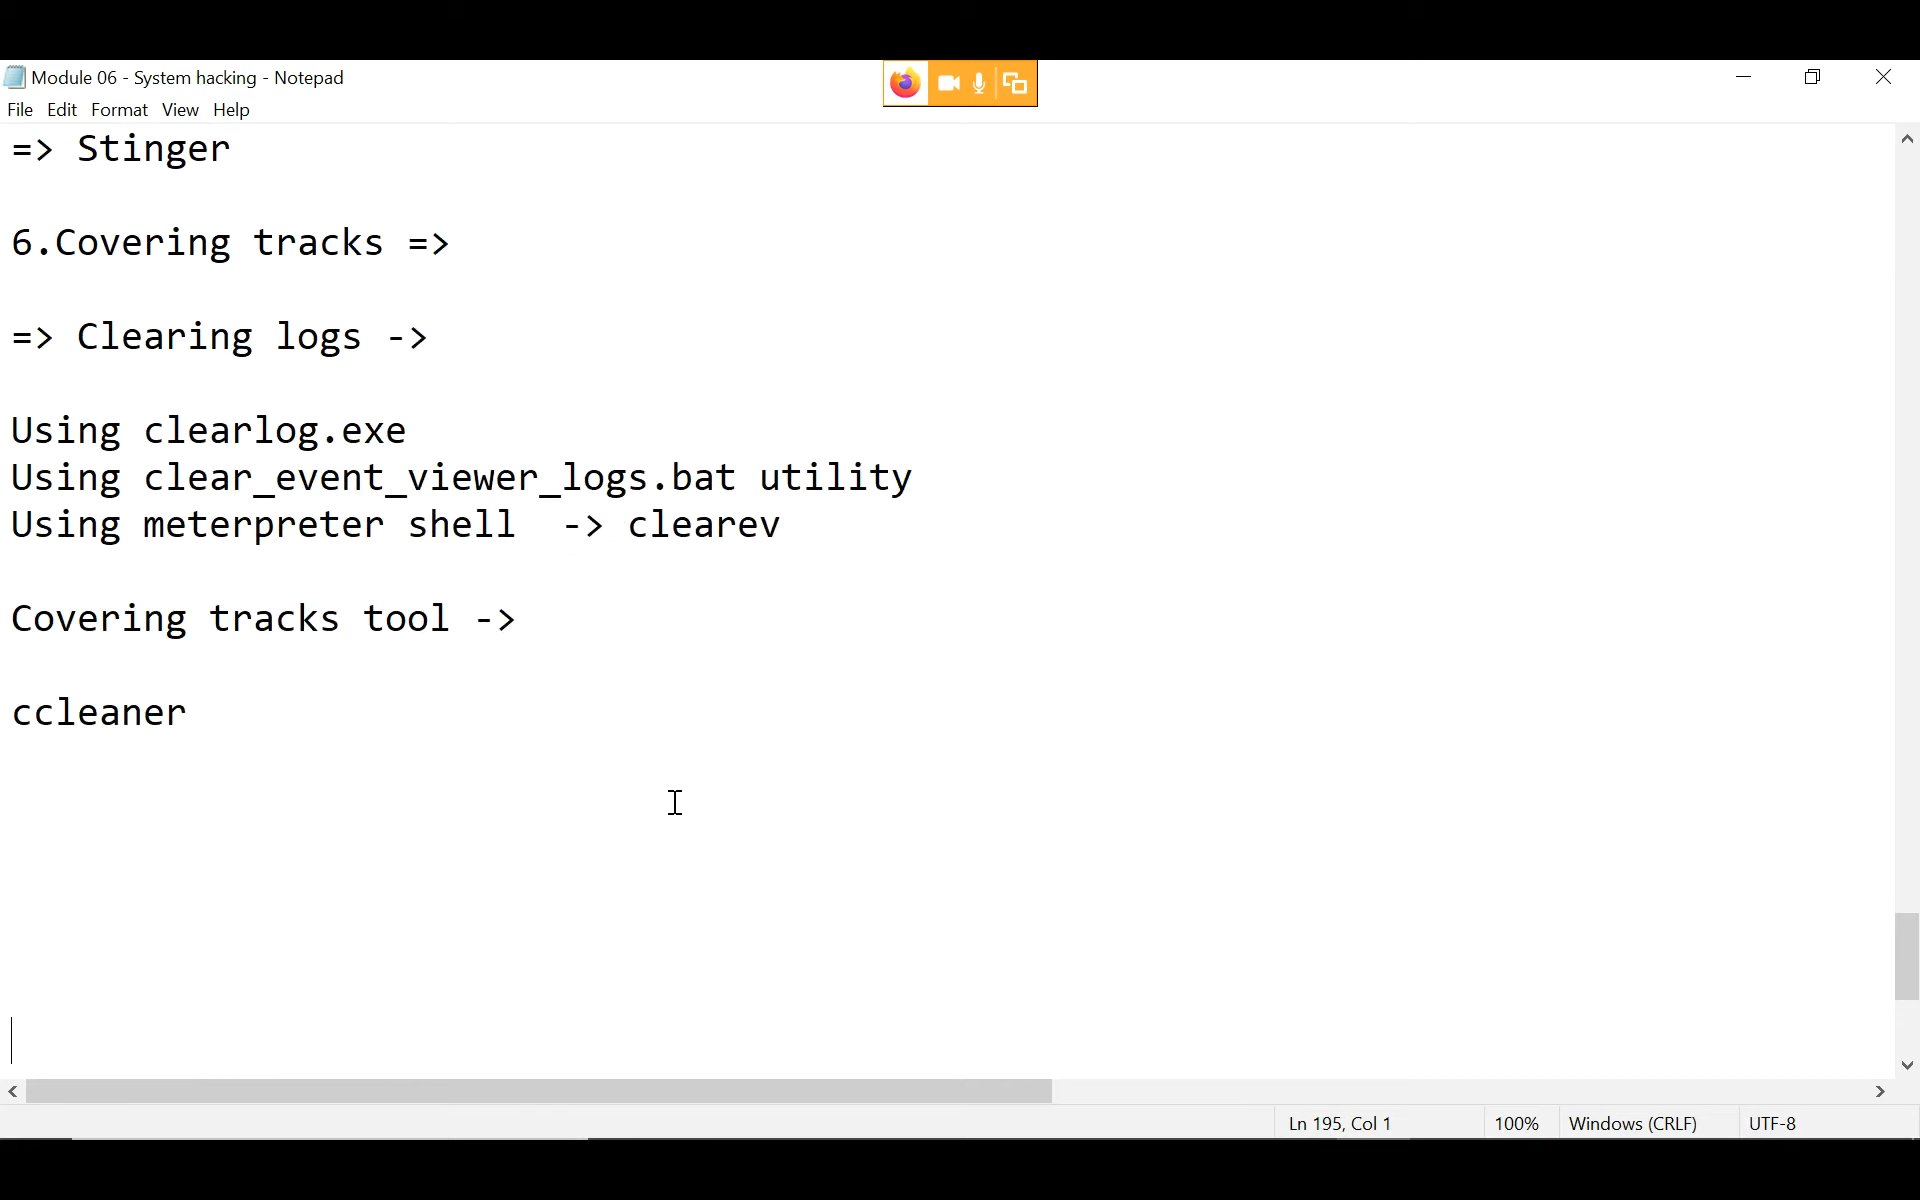 Module 06 - System hacking - Notepad
File Edit Format View Help
=> Stinger
6.Covering tracks =>
=> Clearing logs ->
Using clearlog.exe
Using clear_event_viewer_logs.bat utility
Using meterpreter shell  -> clearev
Covering tracks tool ->
ccleaner
Ln 195, Col 1 100% Windows (CRLF) UTF-8